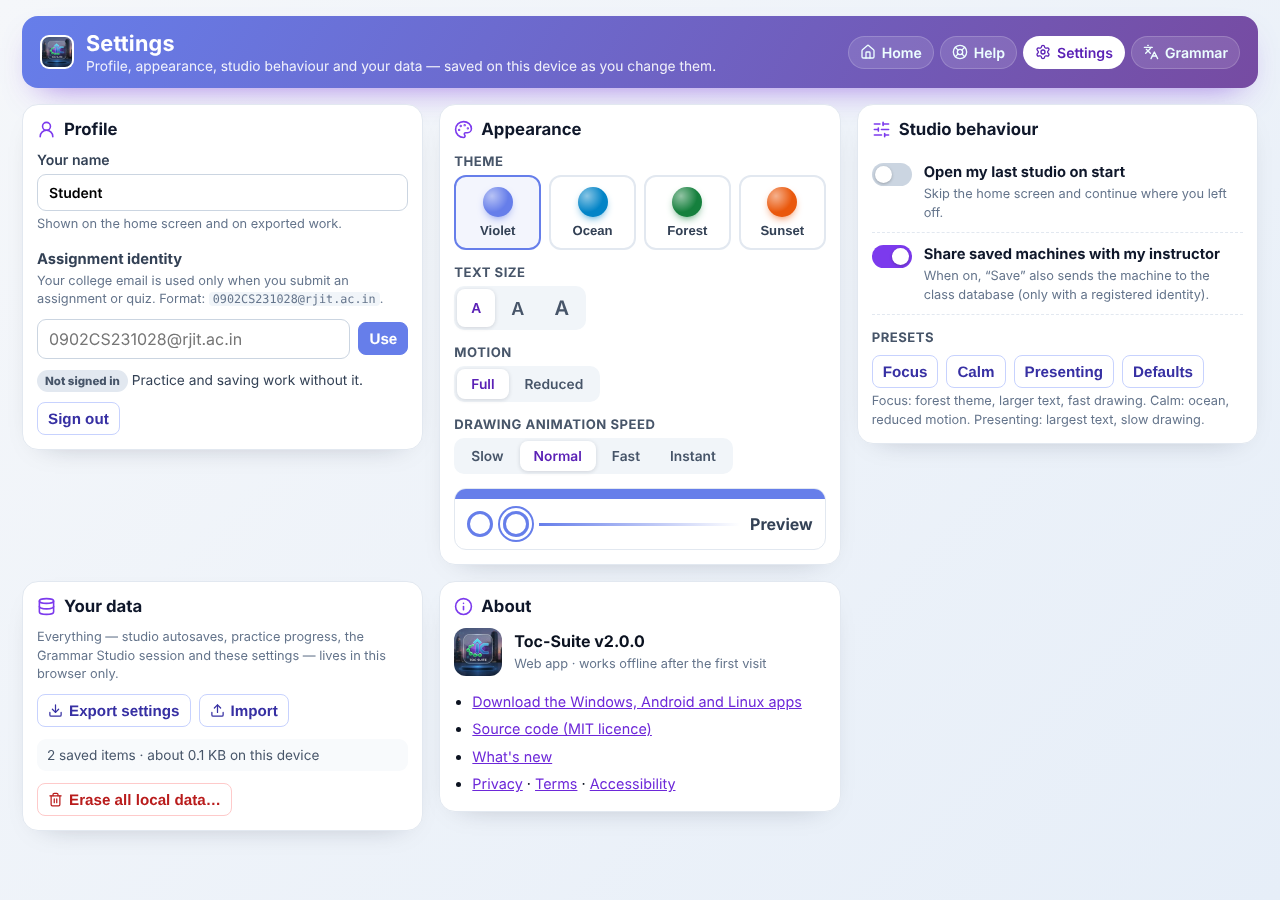 Settings
Profile, appearance, studio behaviour and your data — saved on this device as you change them.
Home
Help
Settings
Grammar
Profile
Your name
Student
Shown on the home screen and on exported work.
Assignment identity
Your college email is used only when you submit an
assignment or quiz. Format: 0902CS231028@rjit.ac.in.
0902CS231028@rjit.ac.in
Use
Not signed in Practice and saving work without it.
Sign out
Appearance
THEME
Violet
Ocean
Forest
Sunset
TEXT SIZE
A A A
MOTION
Full
Reduced
DRAWING ANIMATION SPEED
Slow
Normal
Fast
Instant
Preview
Studio behaviour
Open my last studio on start
Skip the home screen and continue where you left
off.
Share saved machines with my instructor
When on, “Save” also sends the machine to the
class database (only with a registered identity).
PRESETS
Focus
Calm
Presenting
Defaults
Focus: forest theme, larger text, fast drawing. Calm: ocean,
reduced motion. Presenting: largest text, slow drawing.
Your data
Everything — studio autosaves, practice progress, the
Grammar Studio session and these settings — lives in this
browser only.
Export settings
Import
2 saved items · about 0.1 KB on this device
Erase all local data…
About
Toc-Suite v2.0.0
Web app · works offline after the first visit
Download the Windows, Android and Linux apps
Source code (MIT licence)
What's new
Privacy · Terms · Accessibility